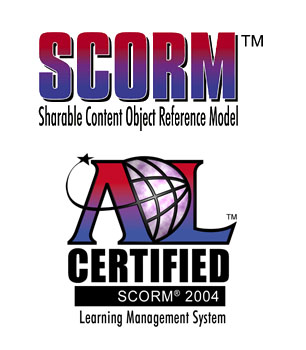 SCORM™
Sharable Content Object Reference Model
ADL™
CERTIFIED
SCORM® 2004
Learning Management System